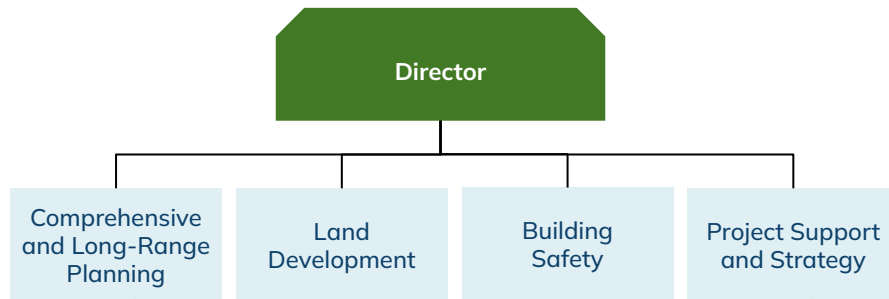 Director
Comprehensive
and Long-Range
Planning
Land
Development
Building
Safety
Project Support
and Strategy